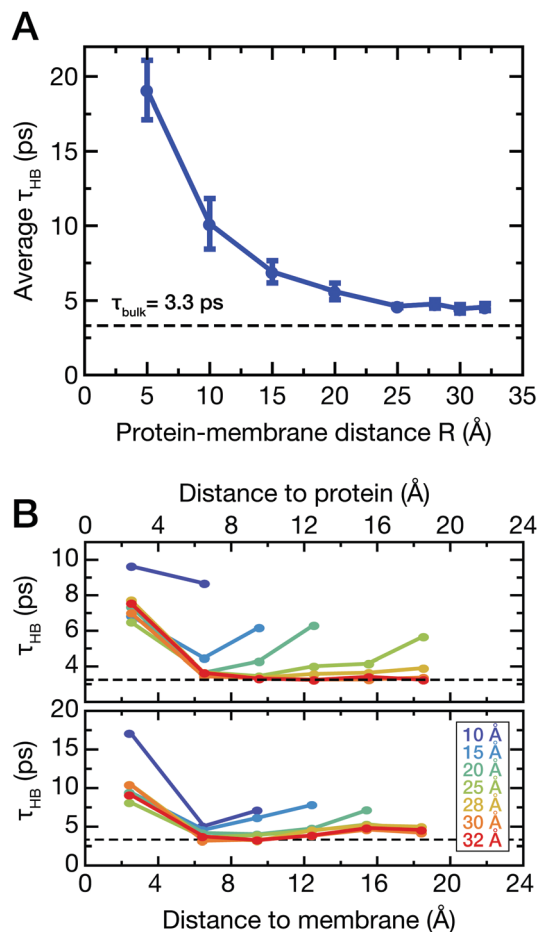 A
Average τHB (ps)
20
15
10
5
0
τbulk= 3.3 ps
0 5 10 15 20 25 30 35
Protein-membrane distance R (Å)
B
Distance to protein (Å)
0 4 8 12 16 20 24
τHB (ps)
10
8
6
4
τHB (ps)
20
15
10
5
0
10 Å
15 Å
20 Å
25 Å
28 Å
30 Å
32 Å
0 4 8 12 16 20 24
Distance to membrane (Å)